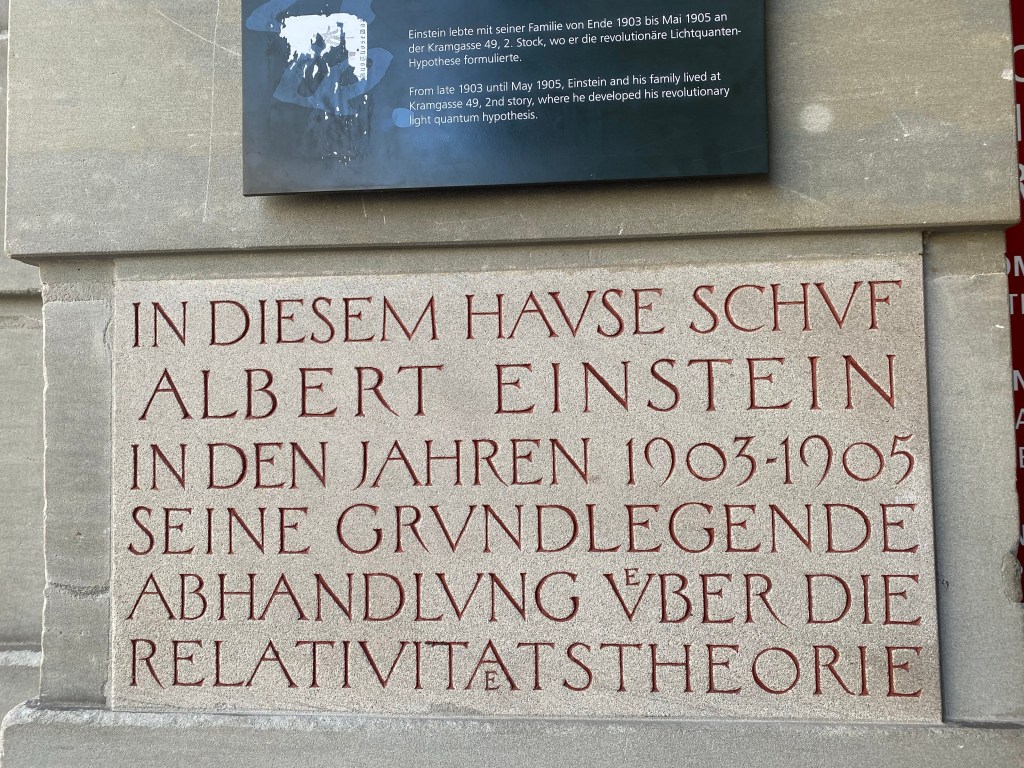 Einstein lebte mit seiner Familie von Ende 1903 bis Mai 1905 an
der Kramgasse 49, 2. Stock, wo er die revolutionäre Lichtquanten-
Hypothese formulierte.
From late 1903 until May 1905, Einstein and his family lived at
Kramgasse 49, 2nd story, where he developed his revolutionary
light quantum hypothesis.
IN DIESEM HAVSE SCHVF
ALBERT EINSTEIN
IN DEN JAHREN 1903-1905
SEINE GRVNDLEGENDE
ABHANDLVNG VͤBER DIE
RELATIVITAͤTSTHEORIE